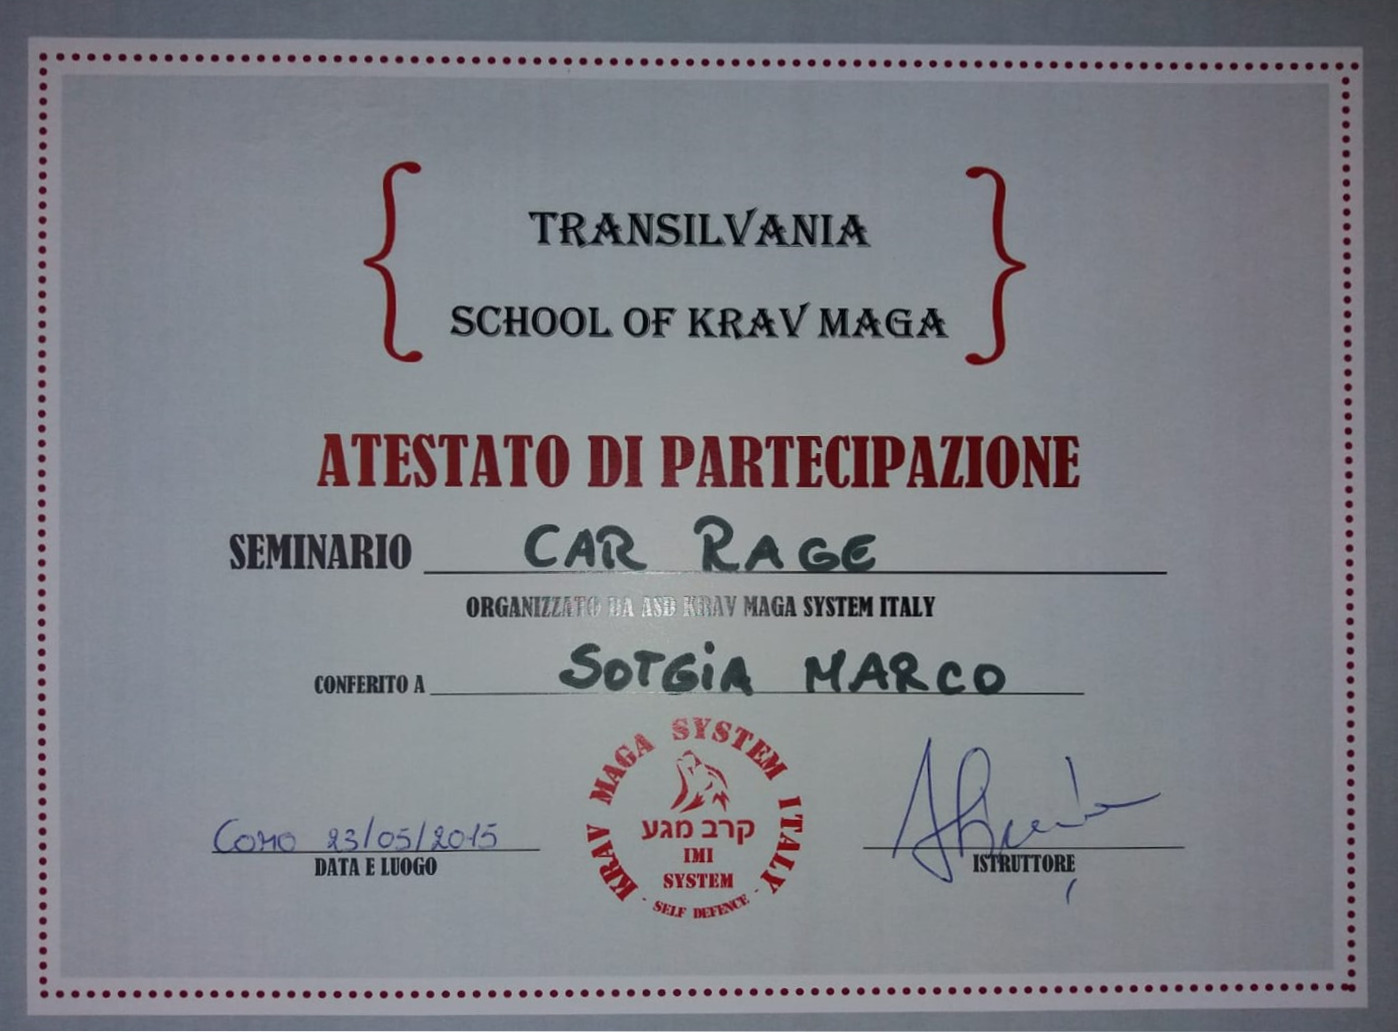 TRANSILVANIA
SCHOOL OF KRAV MAGA
ATESTATO DI PARTECIPAZIONE
SEMINARIO CAR RAGE
ORGANIZZATO DA ASD KRAV MAGA SYSTEM ITALY
CONFERITO A SOTGIA MARCO
KRAV MAGA SYSTEM ITALY
קרב מגע
IMI
SYSTEM
- SELF DEFENCE -
COMO 23/05/2015
DATA E LUOGO
ISTRUTTORE